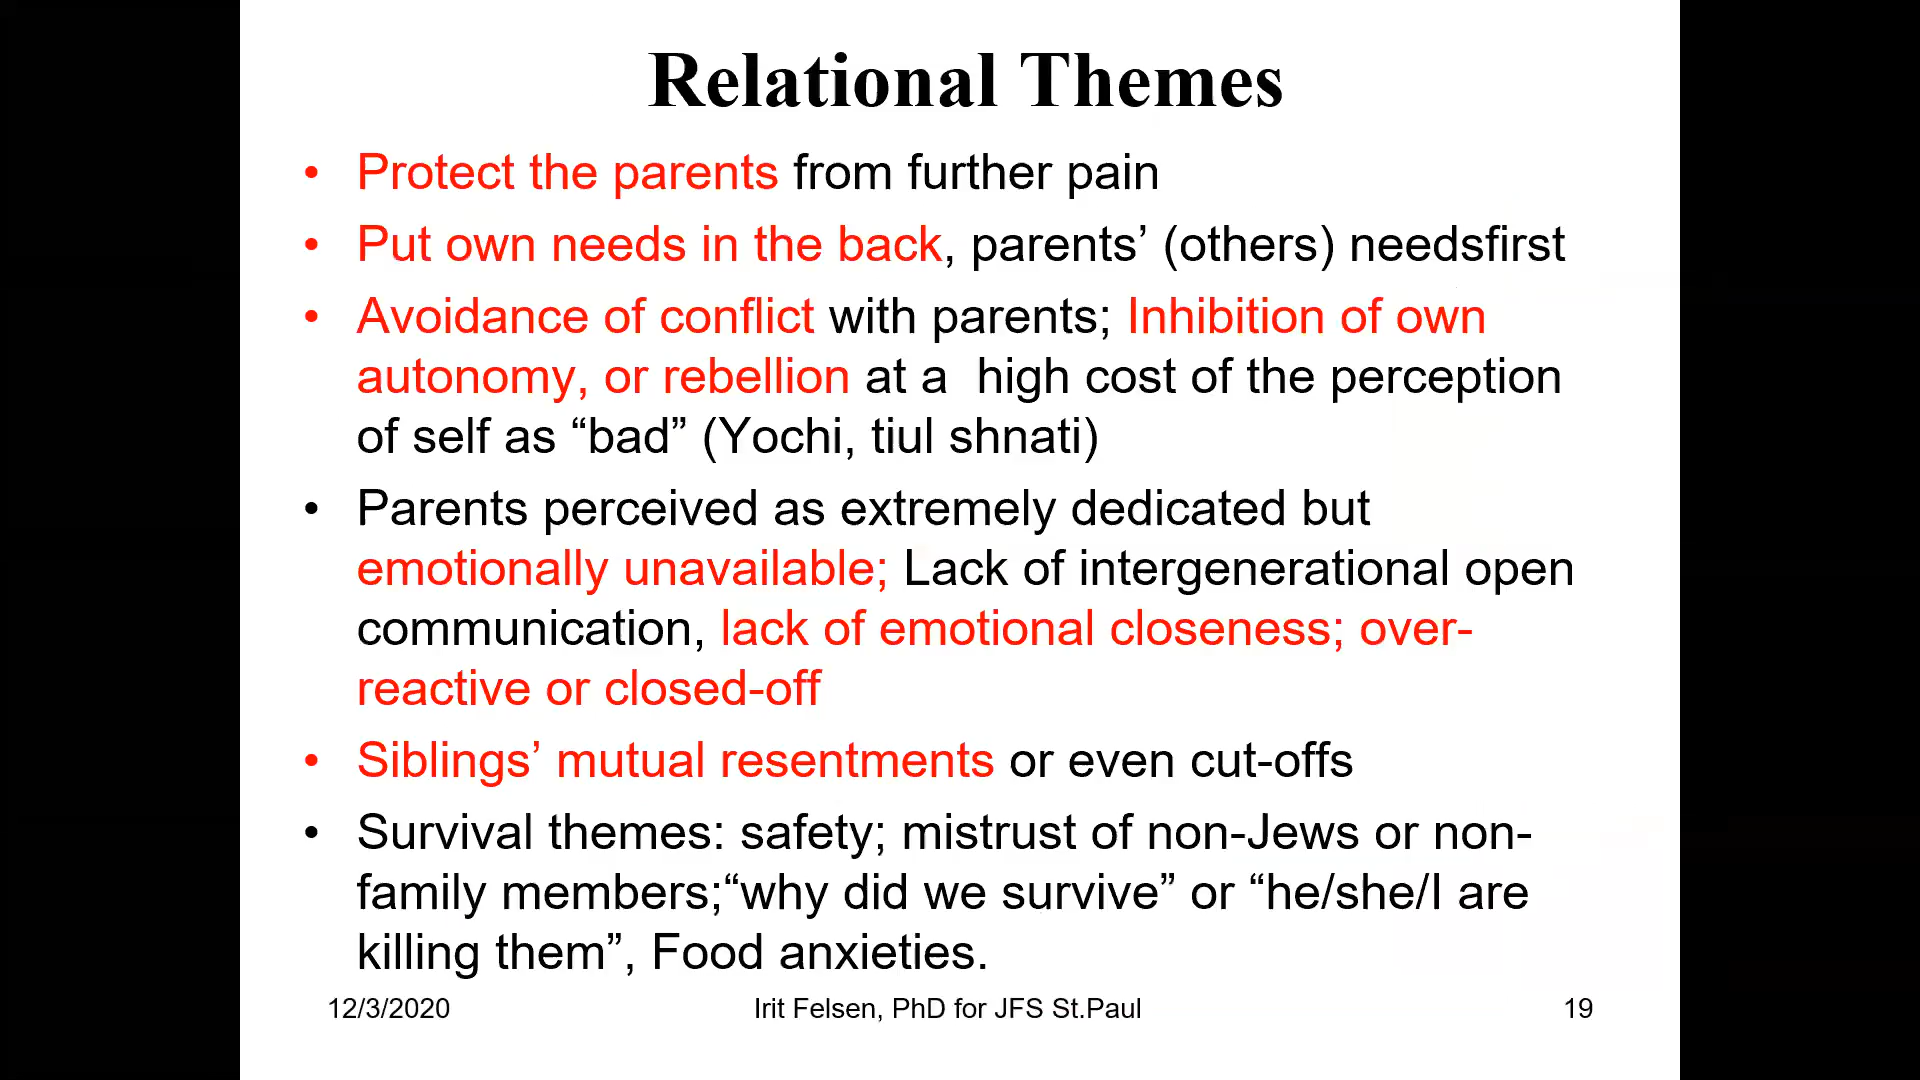 Relational Themes
• Protect the parents from further pain
• Put own needs in the back, parents’ (others) needsfirst
• Avoidance of conflict with parents; Inhibition of own
autonomy, or rebellion at a  high cost of the perception
of self as “bad” (Yochi, tiul shnati)
• Parents perceived as extremely dedicated but
emotionally unavailable; Lack of intergenerational open
communication, lack of emotional closeness; over-
reactive or closed-off
• Siblings’ mutual resentments or even cut-offs
• Survival themes: safety; mistrust of non-Jews or non-
family members;“why did we survive” or “he/she/I are
killing them”, Food anxieties.
12/3/2020 Irit Felsen, PhD for JFS St.Paul 19